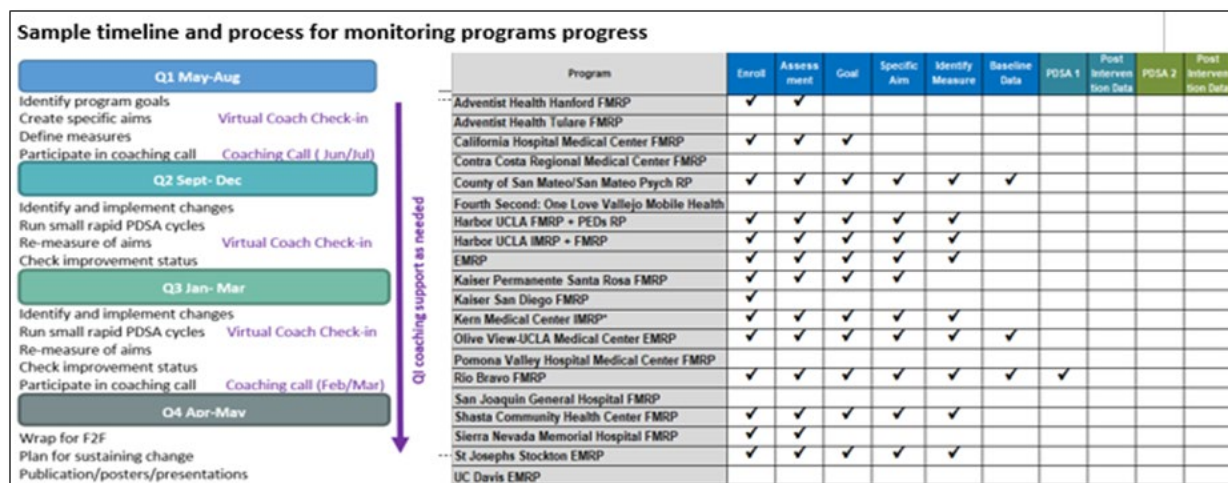 Sample timeline and process for monitoring programs progress
Q1 May-Aug
Identify program goals
Create specific aims Virtual Coach Check-in
Define measures
Participate in coaching call Coaching Call ( Jun/Jul)
Q2 Sept- Dec
Identify and implement changes
Run small rapid PDSA cycles
Re-measure of aims Virtual Coach Check-in
Check improvement status
Q3 Jan- Mar
Identify and implement changes
Run small rapid PDSA cycles Virtual Coach Check-in
Re-measure of aims
Check improvement status
Participate in coaching call Coaching call (Feb/Mar)
Q4 Apr-May
Wrap for F2F
Plan for sustaining change
Publication/posters/presentations
QI coaching support as needed
Program Enroll Assess ment Goal Specific Aim Identify Measure Baseline Data PDSA 1 Post Interven tion Data PDSA 2 Post Interven tion Data
Adventist Health Hanford FMRP ✓ ✓
Adventist Health Tulare FMRP
California Hospital Medical Center FMRP ✓ ✓ ✓
Contra Costa Regional Medical Center FMRP
County of San Mateo/San Mateo Psych RP ✓ ✓ ✓ ✓ ✓ ✓
Fourth Second: One Love Vallejo Mobile Health
Harbor UCLA FMRP + PEDs RP ✓ ✓ ✓ ✓ ✓
Harbor UCLA IMRP + FMRP ✓ ✓ ✓ ✓ ✓
EMRP ✓ ✓ ✓ ✓ ✓
Kaiser Permanente Santa Rosa FMRP ✓ ✓ ✓ ✓
Kaiser San Diego FMRP ✓
Kern Medical Center IMRP* ✓ ✓ ✓ ✓ ✓
Olive View-UCLA Medical Center EMRP ✓ ✓ ✓ ✓ ✓ ✓
Pomona Valley Hospital Medical Center FMRP
Rio Bravo FMRP ✓ ✓ ✓ ✓ ✓ ✓ ✓
San Joaquin General Hospital FMRP
Shasta Community Health Center FMRP ✓ ✓ ✓ ✓ ✓
Sierra Nevada Memorial Hospital FMRP ✓ ✓
St Josephs Stockton EMRP ✓ ✓ ✓ ✓ ✓
UC Davis EMRP